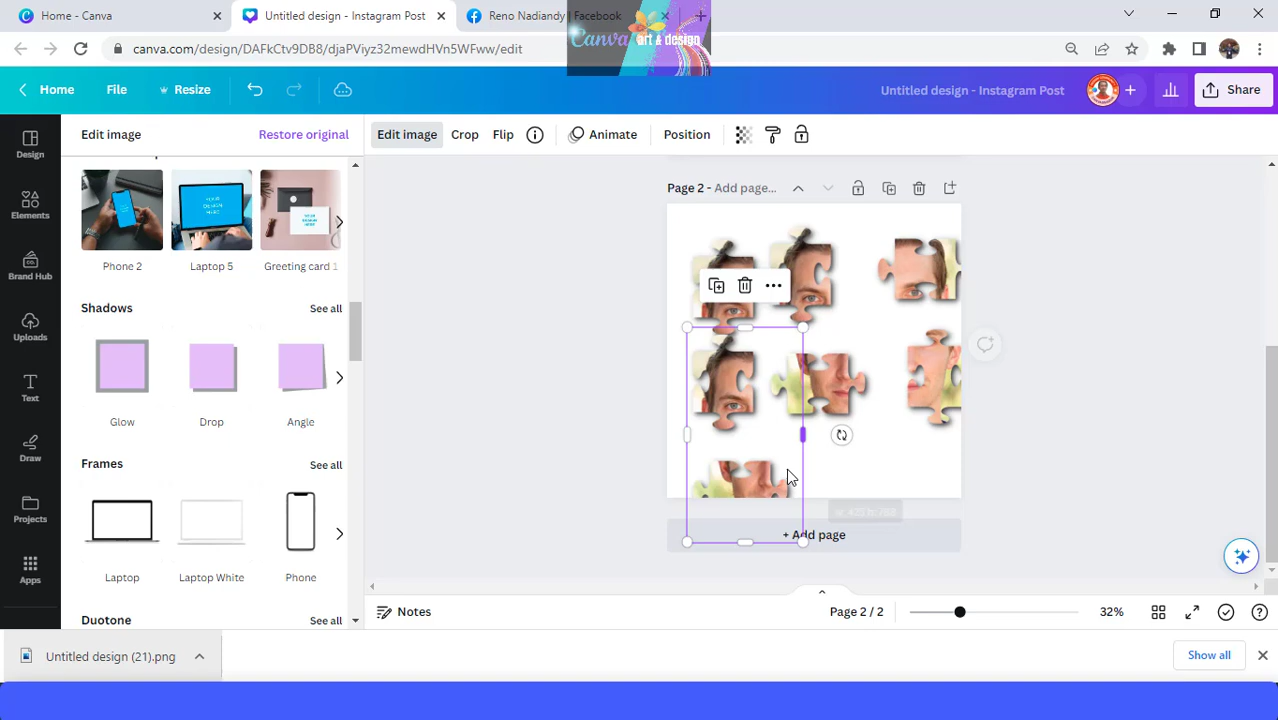 Home - Canva
Untitled design - Instagram Post
Reno Nadiandy | Facebook
canva.com/design/DAFkCtv9DB8/djaPViyz32mewdHVn5WFww/edit
Canva art & design
Home
File
Resize
Untitled design - Instagram Post
Share
Design
Elements
Brand Hub
Uploads
Text
Draw
Projects
Apps
Edit image
Restore original
Edit image
Crop
Flip
Animate
Position
YOUR DESIGN HERE
Phone 2
Laptop 5
Greeting card 1
Shadows
See all
Glow
Drop
Angle
Frames
See all
Laptop
Laptop White
Phone
Duotone
See all
Page 2 - Add page...
+ Add page
Notes
Page 2 / 2
32%
Untitled design (21).png
Show all